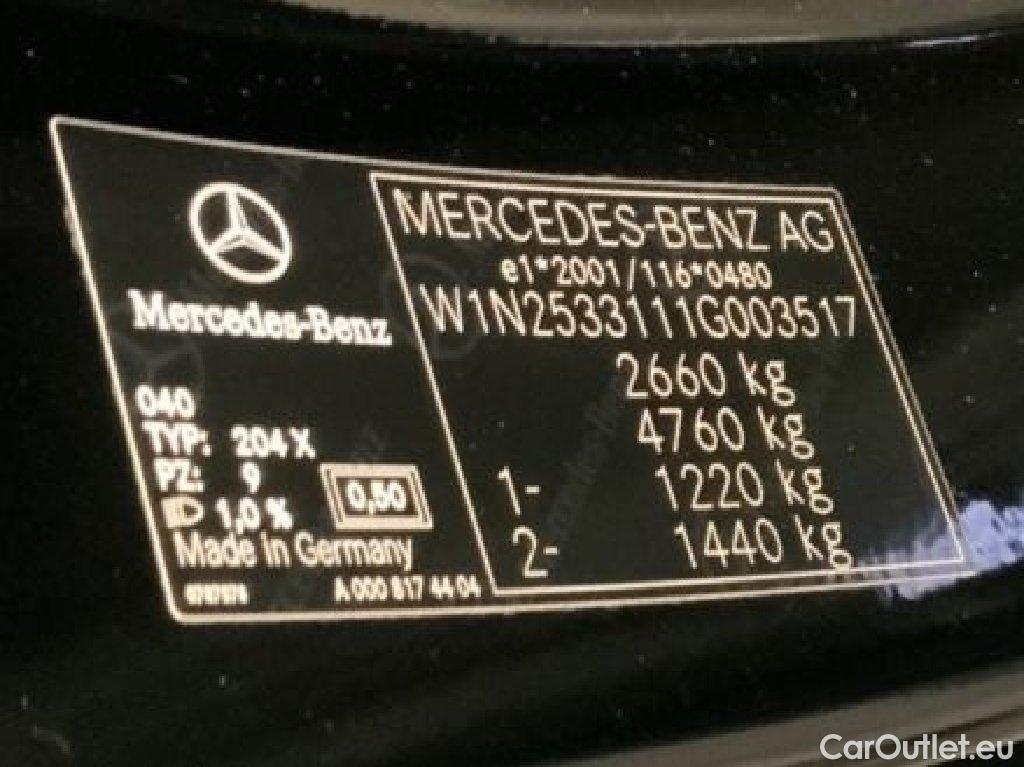 Mercedes-Benz
040
TYP: 204 X
PZ: 9
1,0 %
0,50
Made in Germany
A 000 817 44 04
MERCEDES-BENZ AG
e1*2001/116*0480
W1N2533111G003517
2660 kg
4760 kg
1- 1220 kg
2- 1440 kg
CarOutlet.eu